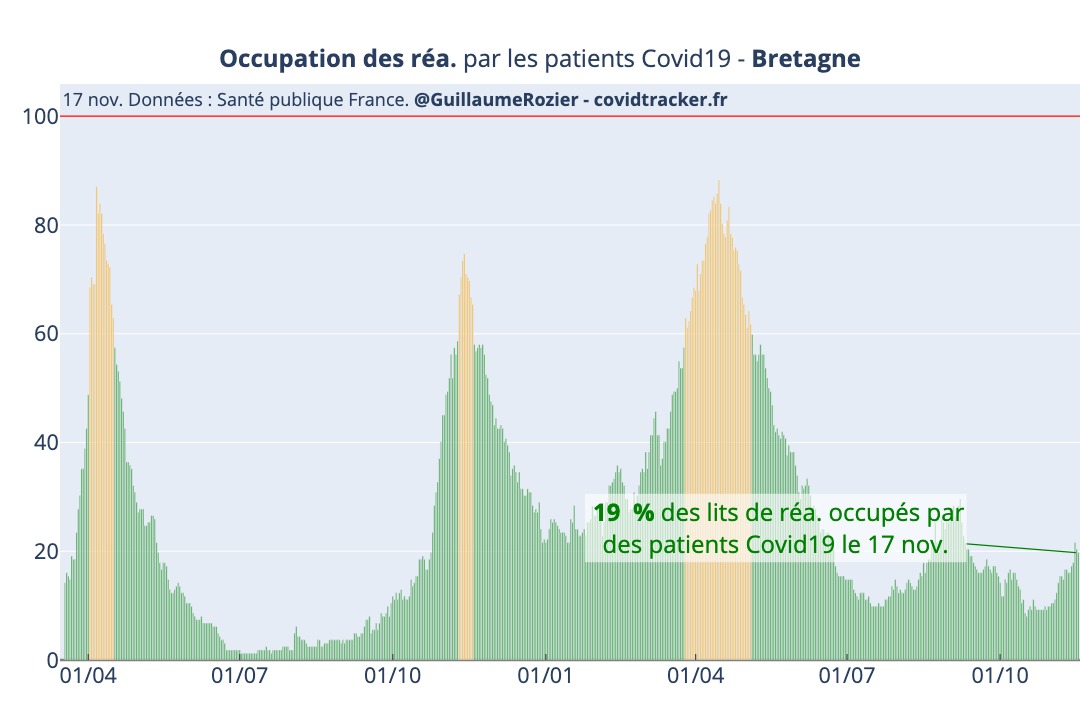 Occupation des réa. par les patients Covid19 - Bretagne
17 nov. Données : Santé publique France. @GuillaumeRozier - covidtracker.fr
100
80
60
40
20
0
19 % des lits de réa. occupés par
des patients Covid19 le 17 nov.
01/04 01/07 01/10 01/01 01/04 01/07 01/10